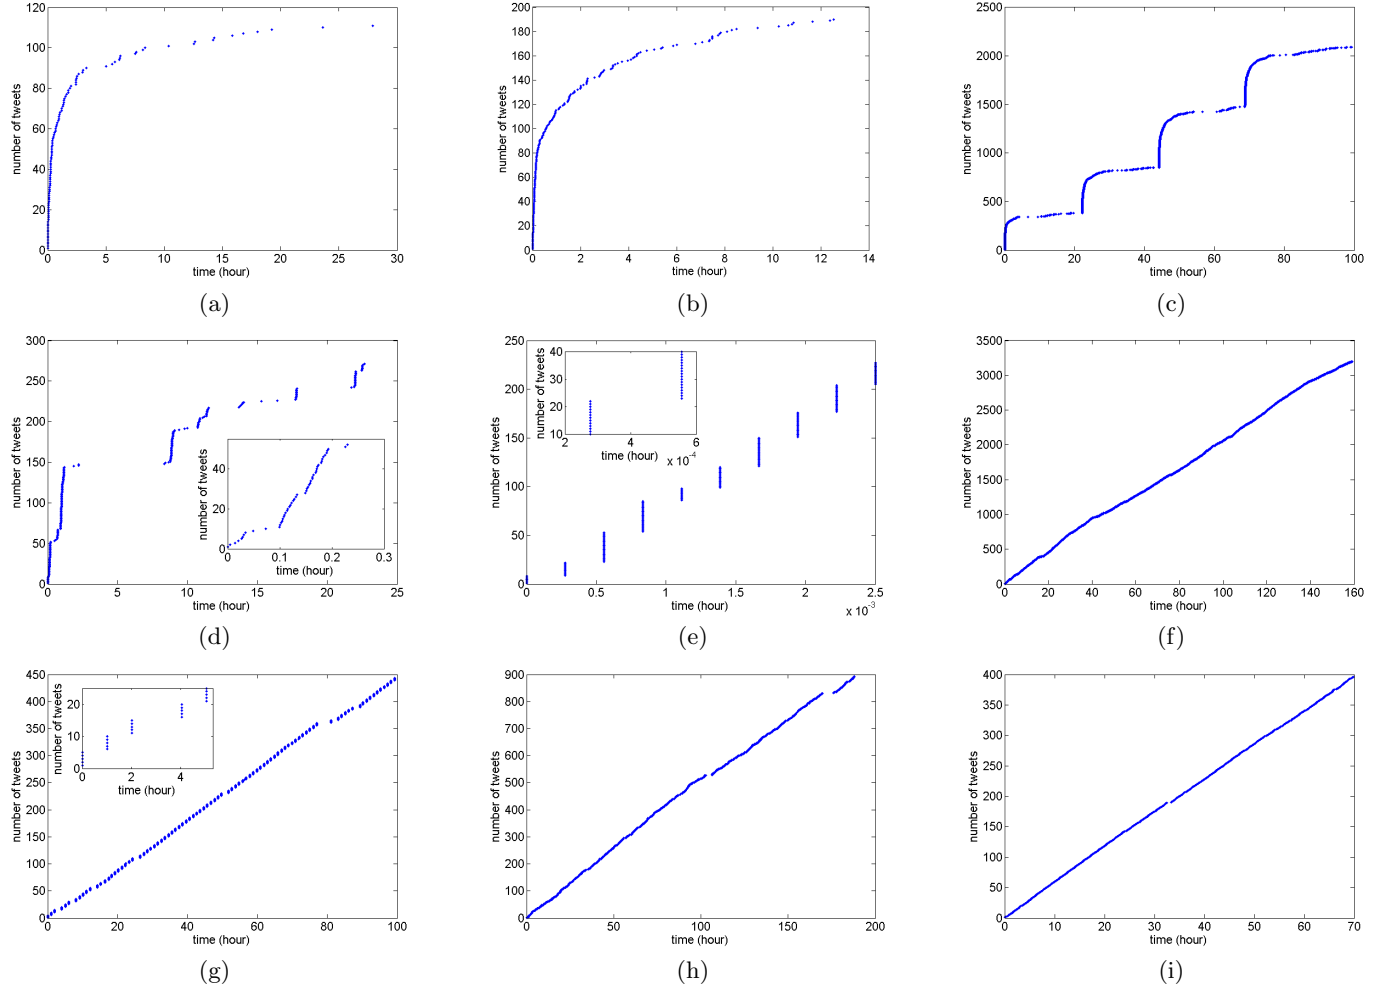 120
100
80
60
40
20
0
number of tweets
0 5 10 15 20 25 30
time (hour)
(a)
200
180
160
140
120
100
80
60
40
20
0
number of tweets
0 2 4 6 8 10 12 14
time (hour)
(b)
2500
2000
1500
1000
500
0
number of tweets
0 20 40 60 80 100
time (hour)
(c)
300
250
200
150
100
50
0
number of tweets
0 5 10 15 20 25
time (hour)
40
20
0
number of tweets
0 0.1 0.2 0.3
time (hour)
(d)
250
200
150
100
50
0
number of tweets
0 0.5 1 1.5 2 2.5
time (hour)
x 10-3
40
30
20
10
number of tweets
2 4 6
time (hour) x 10-4
(e)
3500
3000
2500
2000
1500
1000
500
0
number of tweets
0 20 40 60 80 100 120 140 160
time (hour)
(f)
450
400
350
300
250
200
150
100
50
0
number of tweets
0 20 40 60 80 100
time (hour)
20
10
0
number of tweets
0 2 4
time (hour)
(g)
900
800
700
600
500
400
300
200
100
0
number of tweets
0 50 100 150 200
time (hour)
(h)
400
350
300
250
200
150
100
50
0
number of tweets
0 10 20 30 40 50 60 70
time (hour)
(i)